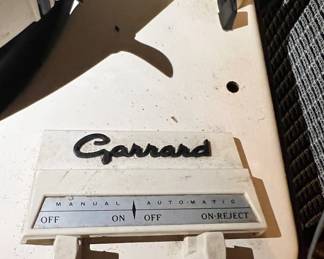 Garrard
MANUAL AUTOMATIC
OFF ON OFF ON·REJECT